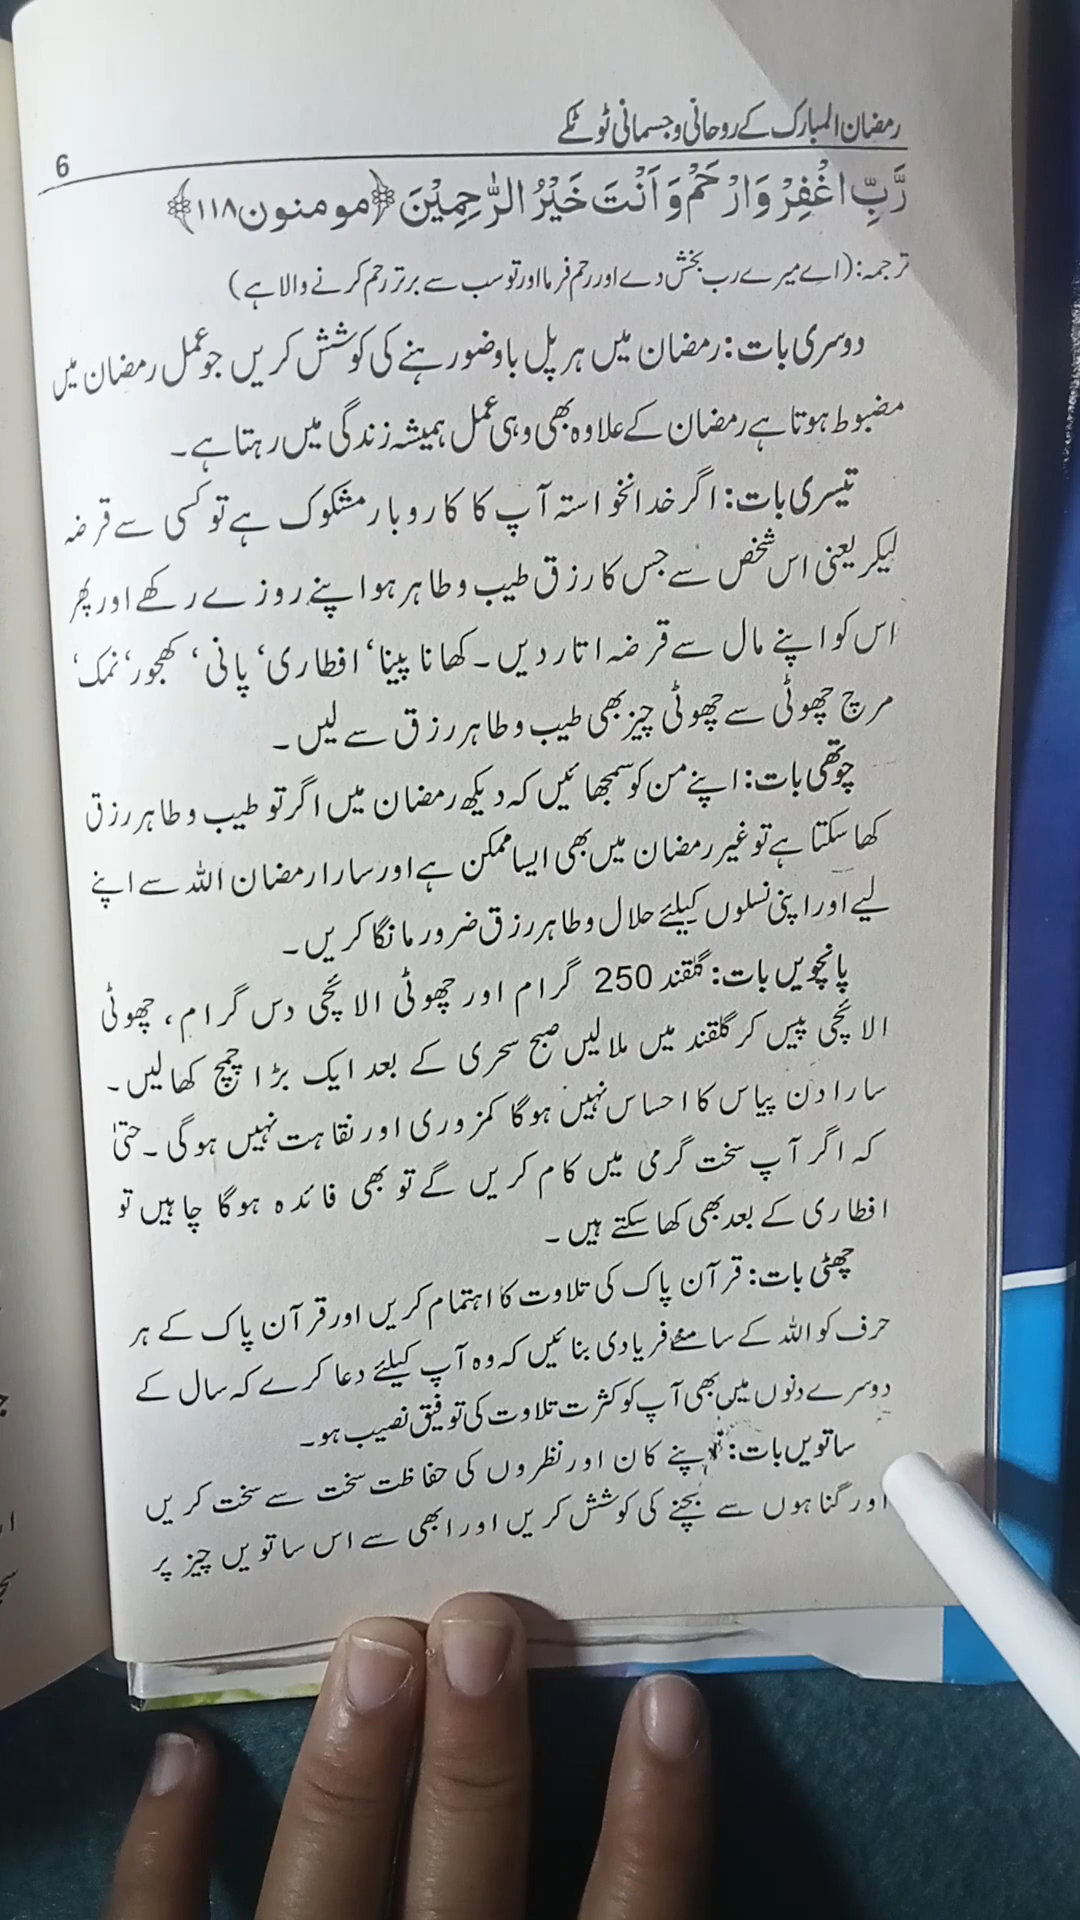 رمضان المبارک کے روحانی و جسمانی ٹوٹکے
6
رَّبِّ اغْفِرْ وَارْحَمْ وَاَنْتَ خَیْرُ الرّٰحِمِیْنَ ﴿مومنون ۱۱۸﴾
ترجمہ: (اے میرے رب بخش دے اور رحم فرما اور تو سب سے برتر رحم کرنے والا ہے)
دوسری بات: رمضان میں ہر پل باوضو رہنے کی کوشش کریں جو عمل رمضان میں
مضبوط ہوتا ہے رمضان کے علاوہ بھی وہی عمل ہمیشہ زندگی میں رہتا ہے۔
تیسری بات: اگر خدانخواستہ آپ کا کاروبار مشکوک ہے تو کسی سے قرضہ
لیکر یعنی اس شخص سے جس کا رزق طیب و طاہر ہو اپنے روزے رکھے اور پھر
اس کو اپنے مال سے قرضہ اتار دیں۔ کھانا پینا‘ افطاری‘ پانی‘ کھجور‘ نمک‘
مرچ چھوٹی سے چھوٹی چیز بھی طیب و طاہر رزق سے لیں۔
چوتھی بات: اپنے من کو سمجھائیں کہ دیکھ رمضان میں اگر تو طیب و طاہر رزق
کھا سکتا ہے تو غیر رمضان میں بھی ایسا ممکن ہے اور سارا رمضان اللہ سے اپنے
لیے اور اپنی نسلوں کیلئے حلال و طاہر رزق ضرور مانگا کریں۔
پانچویں بات: گلقند 250 گرام اور چھوٹی الائچی دس گرام، چھوٹی
الائچی پیس کر گلقند میں ملا لیں صبح سحری کے بعد ایک بڑا چمچ کھا لیں۔
سارا دن پیاس کا احساس نہیں ہوگا کمزوری اور نقاہت نہیں ہوگی۔ حتیٰ
کہ اگر آپ سخت گرمی میں کام کریں گے تو بھی فائدہ ہوگا چاہیں تو
افطاری کے بعد بھی کھا سکتے ہیں۔
چھٹی بات: قرآن پاک کی تلاوت کا اہتمام کریں اور قرآن پاک کے ہر
حرف کو اللہ کے سامنے فریادی بنائیں کہ وہ آپ کیلئے دعا کرے کہ سال کے
دوسرے دنوں میں بھی آپ کو کثرت تلاوت کی توفیق نصیب ہو۔
ساتویں بات: اپنے کان اور نظروں کی حفاظت سخت سے سخت کریں
اور گناہوں سے بچنے کی کوشش کریں اور ابھی سے اس ساتویں چیز پر